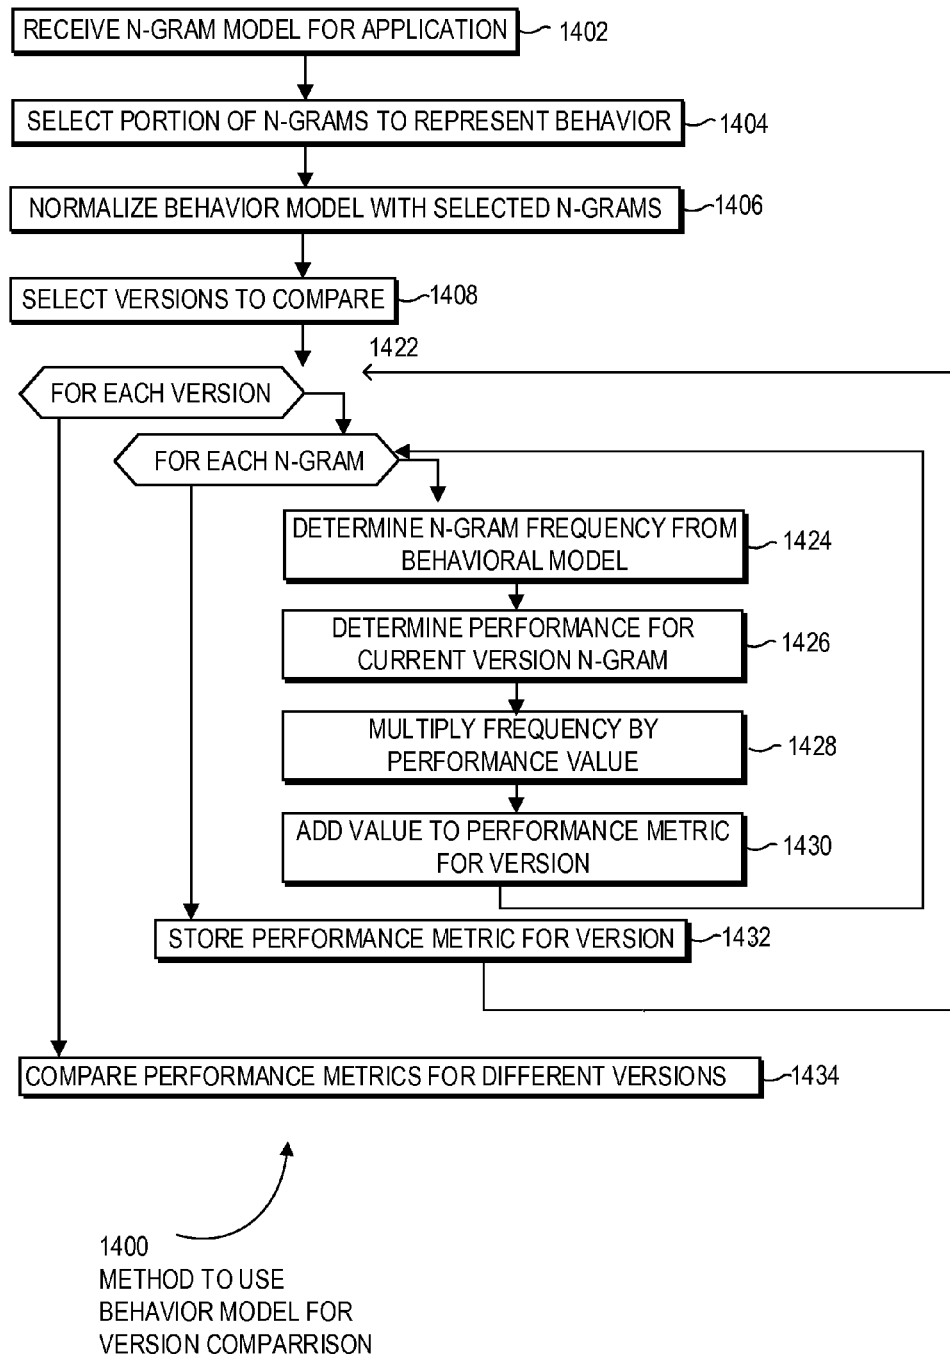 RECEIVE N-GRAM MODEL FOR APPLICATION 1402
SELECT PORTION OF N-GRAMS TO REPRESENT BEHAVIOR 1404
NORMALIZE BEHAVIOR MODEL WITH SELECTED N-GRAMS 1406
SELECT VERSIONS TO COMPARE 1408
1422
FOR EACH VERSION
FOR EACH N-GRAM
DETERMINE N-GRAM FREQUENCY FROM
BEHAVIORAL MODEL
1424
DETERMINE PERFORMANCE FOR
CURRENT VERSION N-GRAM
1426
MULTIPLY FREQUENCY BY
PERFORMANCE VALUE
1428
ADD VALUE TO PERFORMANCE METRIC
FOR VERSION
1430
STORE PERFORMANCE METRIC FOR VERSION 1432
COMPARE PERFORMANCE METRICS FOR DIFFERENT VERSIONS 1434
1400
METHOD TO USE
BEHAVIOR MODEL FOR
VERSION COMPARRISON